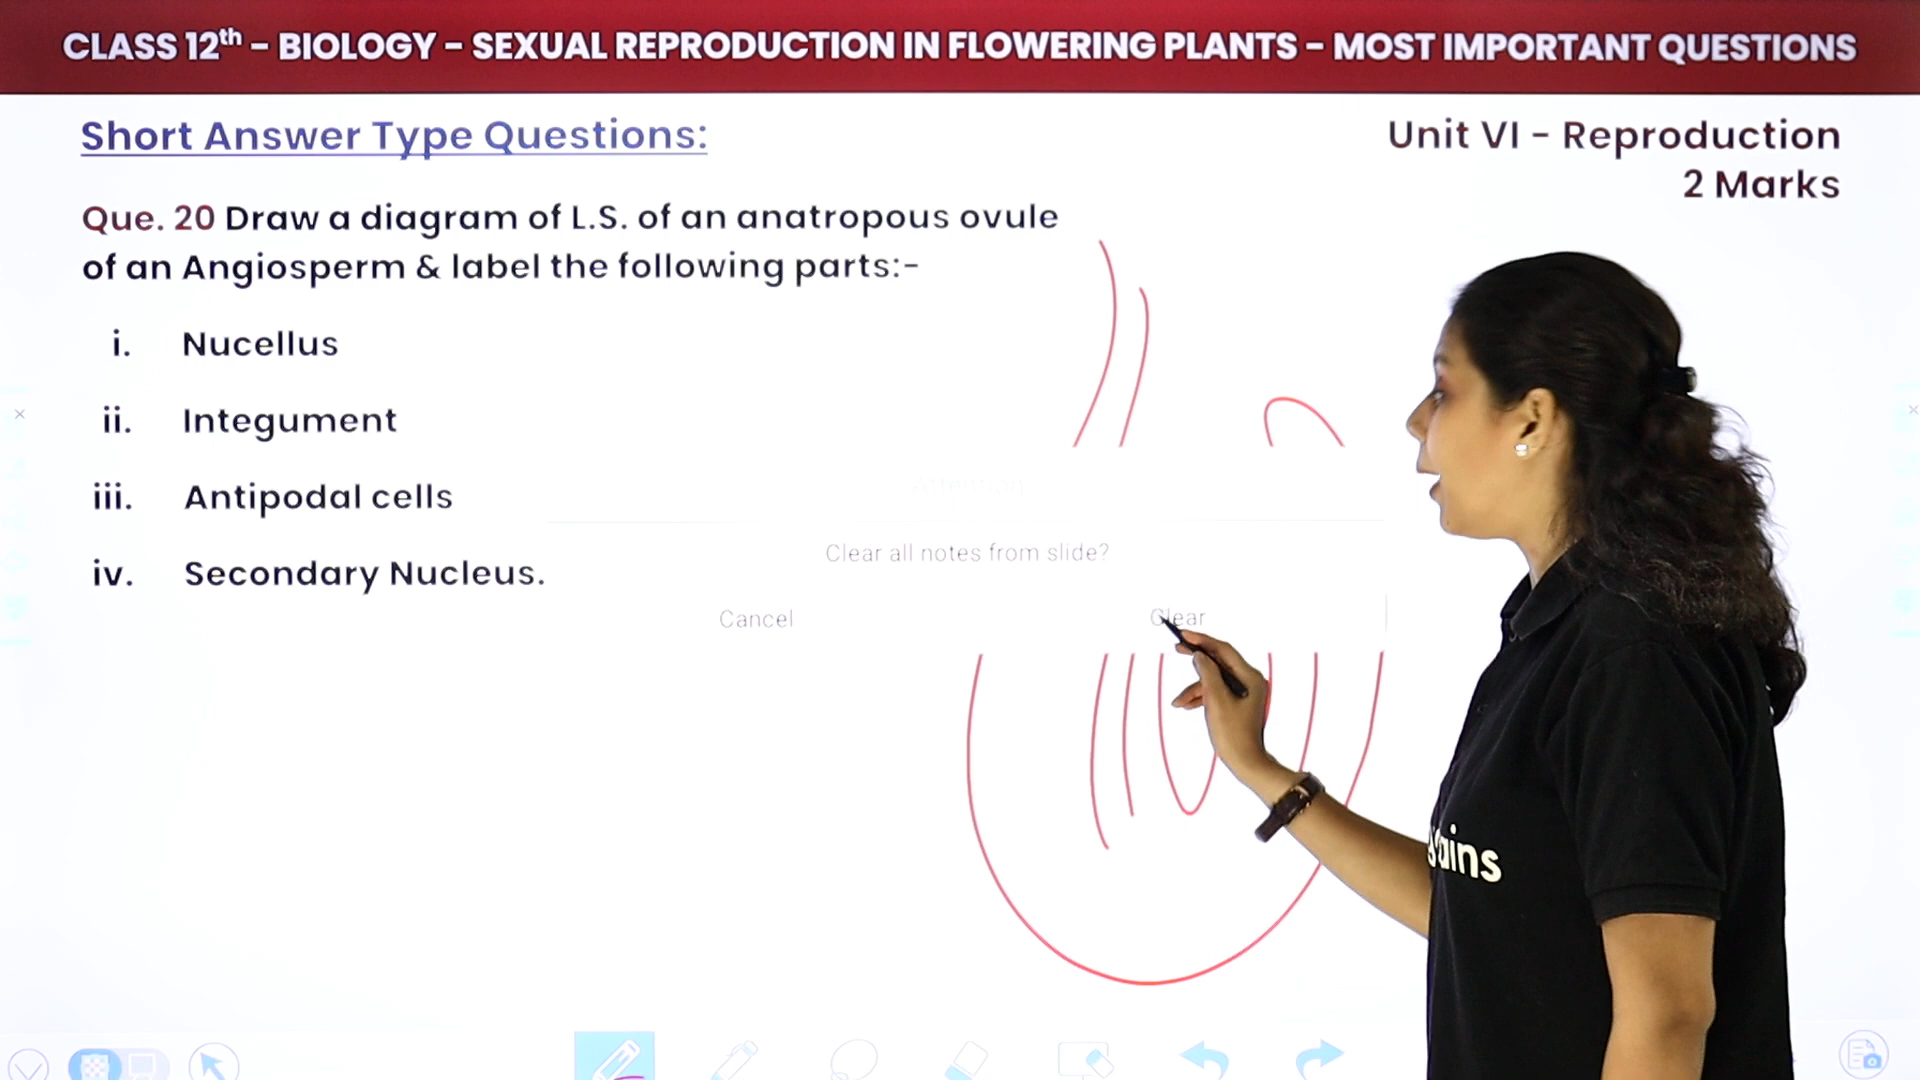 CLASS 12th - BIOLOGY - SEXUAL REPRODUCTION IN FLOWERING PLANTS - MOST IMPORTANT QUESTIONS
Short Answer Type Questions:
Unit VI - Reproduction
2 Marks
Que. 20 Draw a diagram of L.S. of an anatropous ovule
of an Angiosperm & label the following parts:-
i. Nucellus
ii. Integument
iii. Antipodal cells
iv. Secondary Nucleus.
Clear all notes from slide?
Cancel
Clear